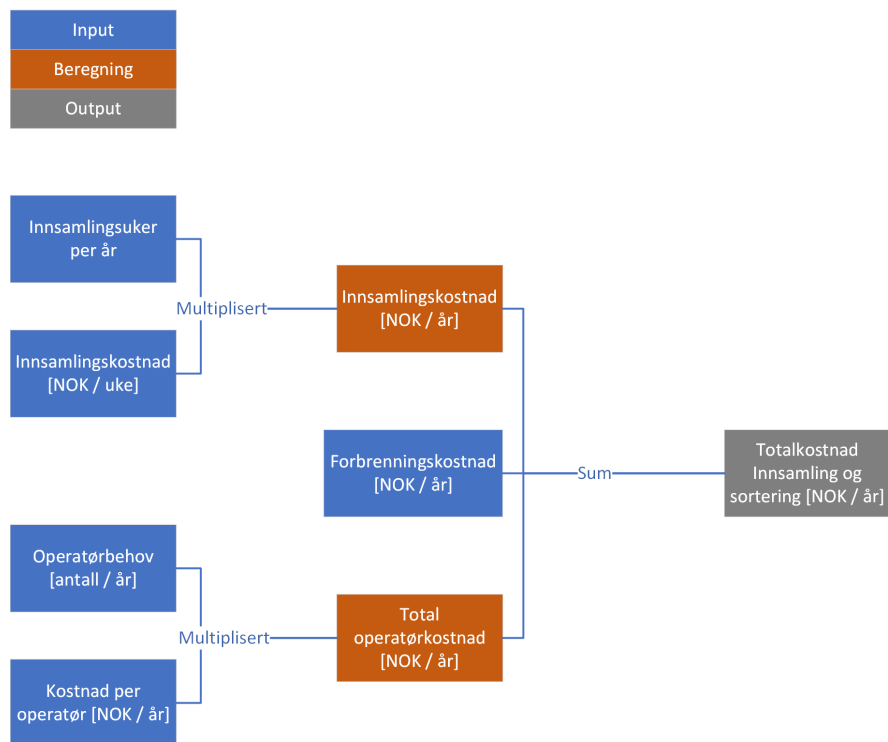 Input
Beregning
Output
Innsamlingsuker
per år
Multiplisert
Innsamlingskostnad
[NOK / uke]
Innsamlingskostnad
[NOK / år]
Forbrenningskostnad
[NOK / år]
Sum
Totalkostnad
Innsamling og
sortering [NOK / år]
Operatørbehov
[antall / år]
Multiplisert
Kostnad per
operatør [NOK / år]
Total
operatørkostnad
[NOK / år]